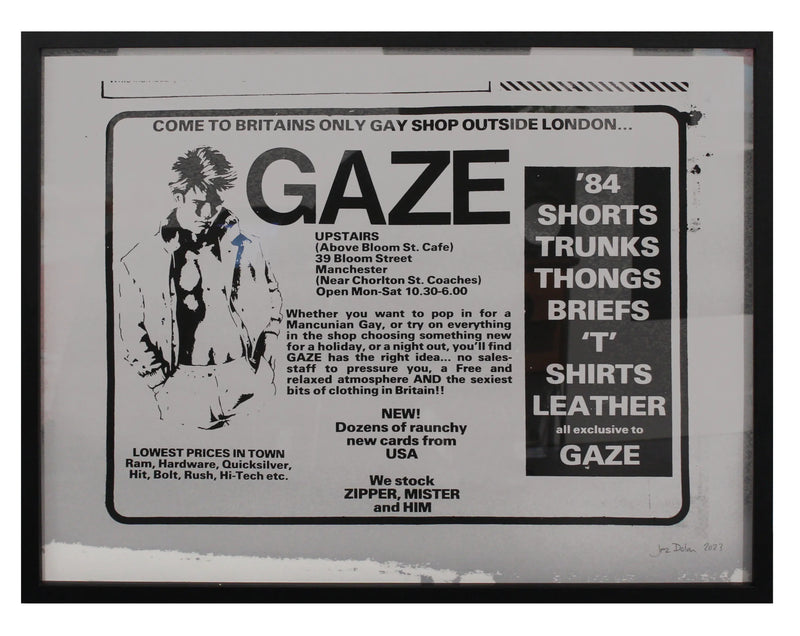 COME TO BRITAINS ONLY GAY SHOP OUTSIDE LONDON...
GAZE
UPSTAIRS
(Above Bloom St. Cafe)
39 Bloom Street
Manchester
(Near Chorlton St. Coaches)
Open Mon-Sat 10.30-6.00
Whether you want to pop in for a
Mancunian Gay, or try on everything
in the shop choosing something new
for a holiday, or a night out, you'll find
GAZE has the right idea... no sales-
staff to pressure you, a Free and
relaxed atmosphere AND the sexiest
bits of clothing in Britain!!
NEW!
Dozens of raunchy
new cards from
USA
We stock
ZIPPER, MISTER
and HIM
LOWEST PRICES IN TOWN
Ram, Hardware, Quicksilver,
Hit, Bolt, Rush, Hi-Tech etc.
'84
SHORTS
TRUNKS
THONGS
BRIEFS
'T'
SHIRTS
LEATHER
all exclusive to
GAZE
Jez Dolan 2023